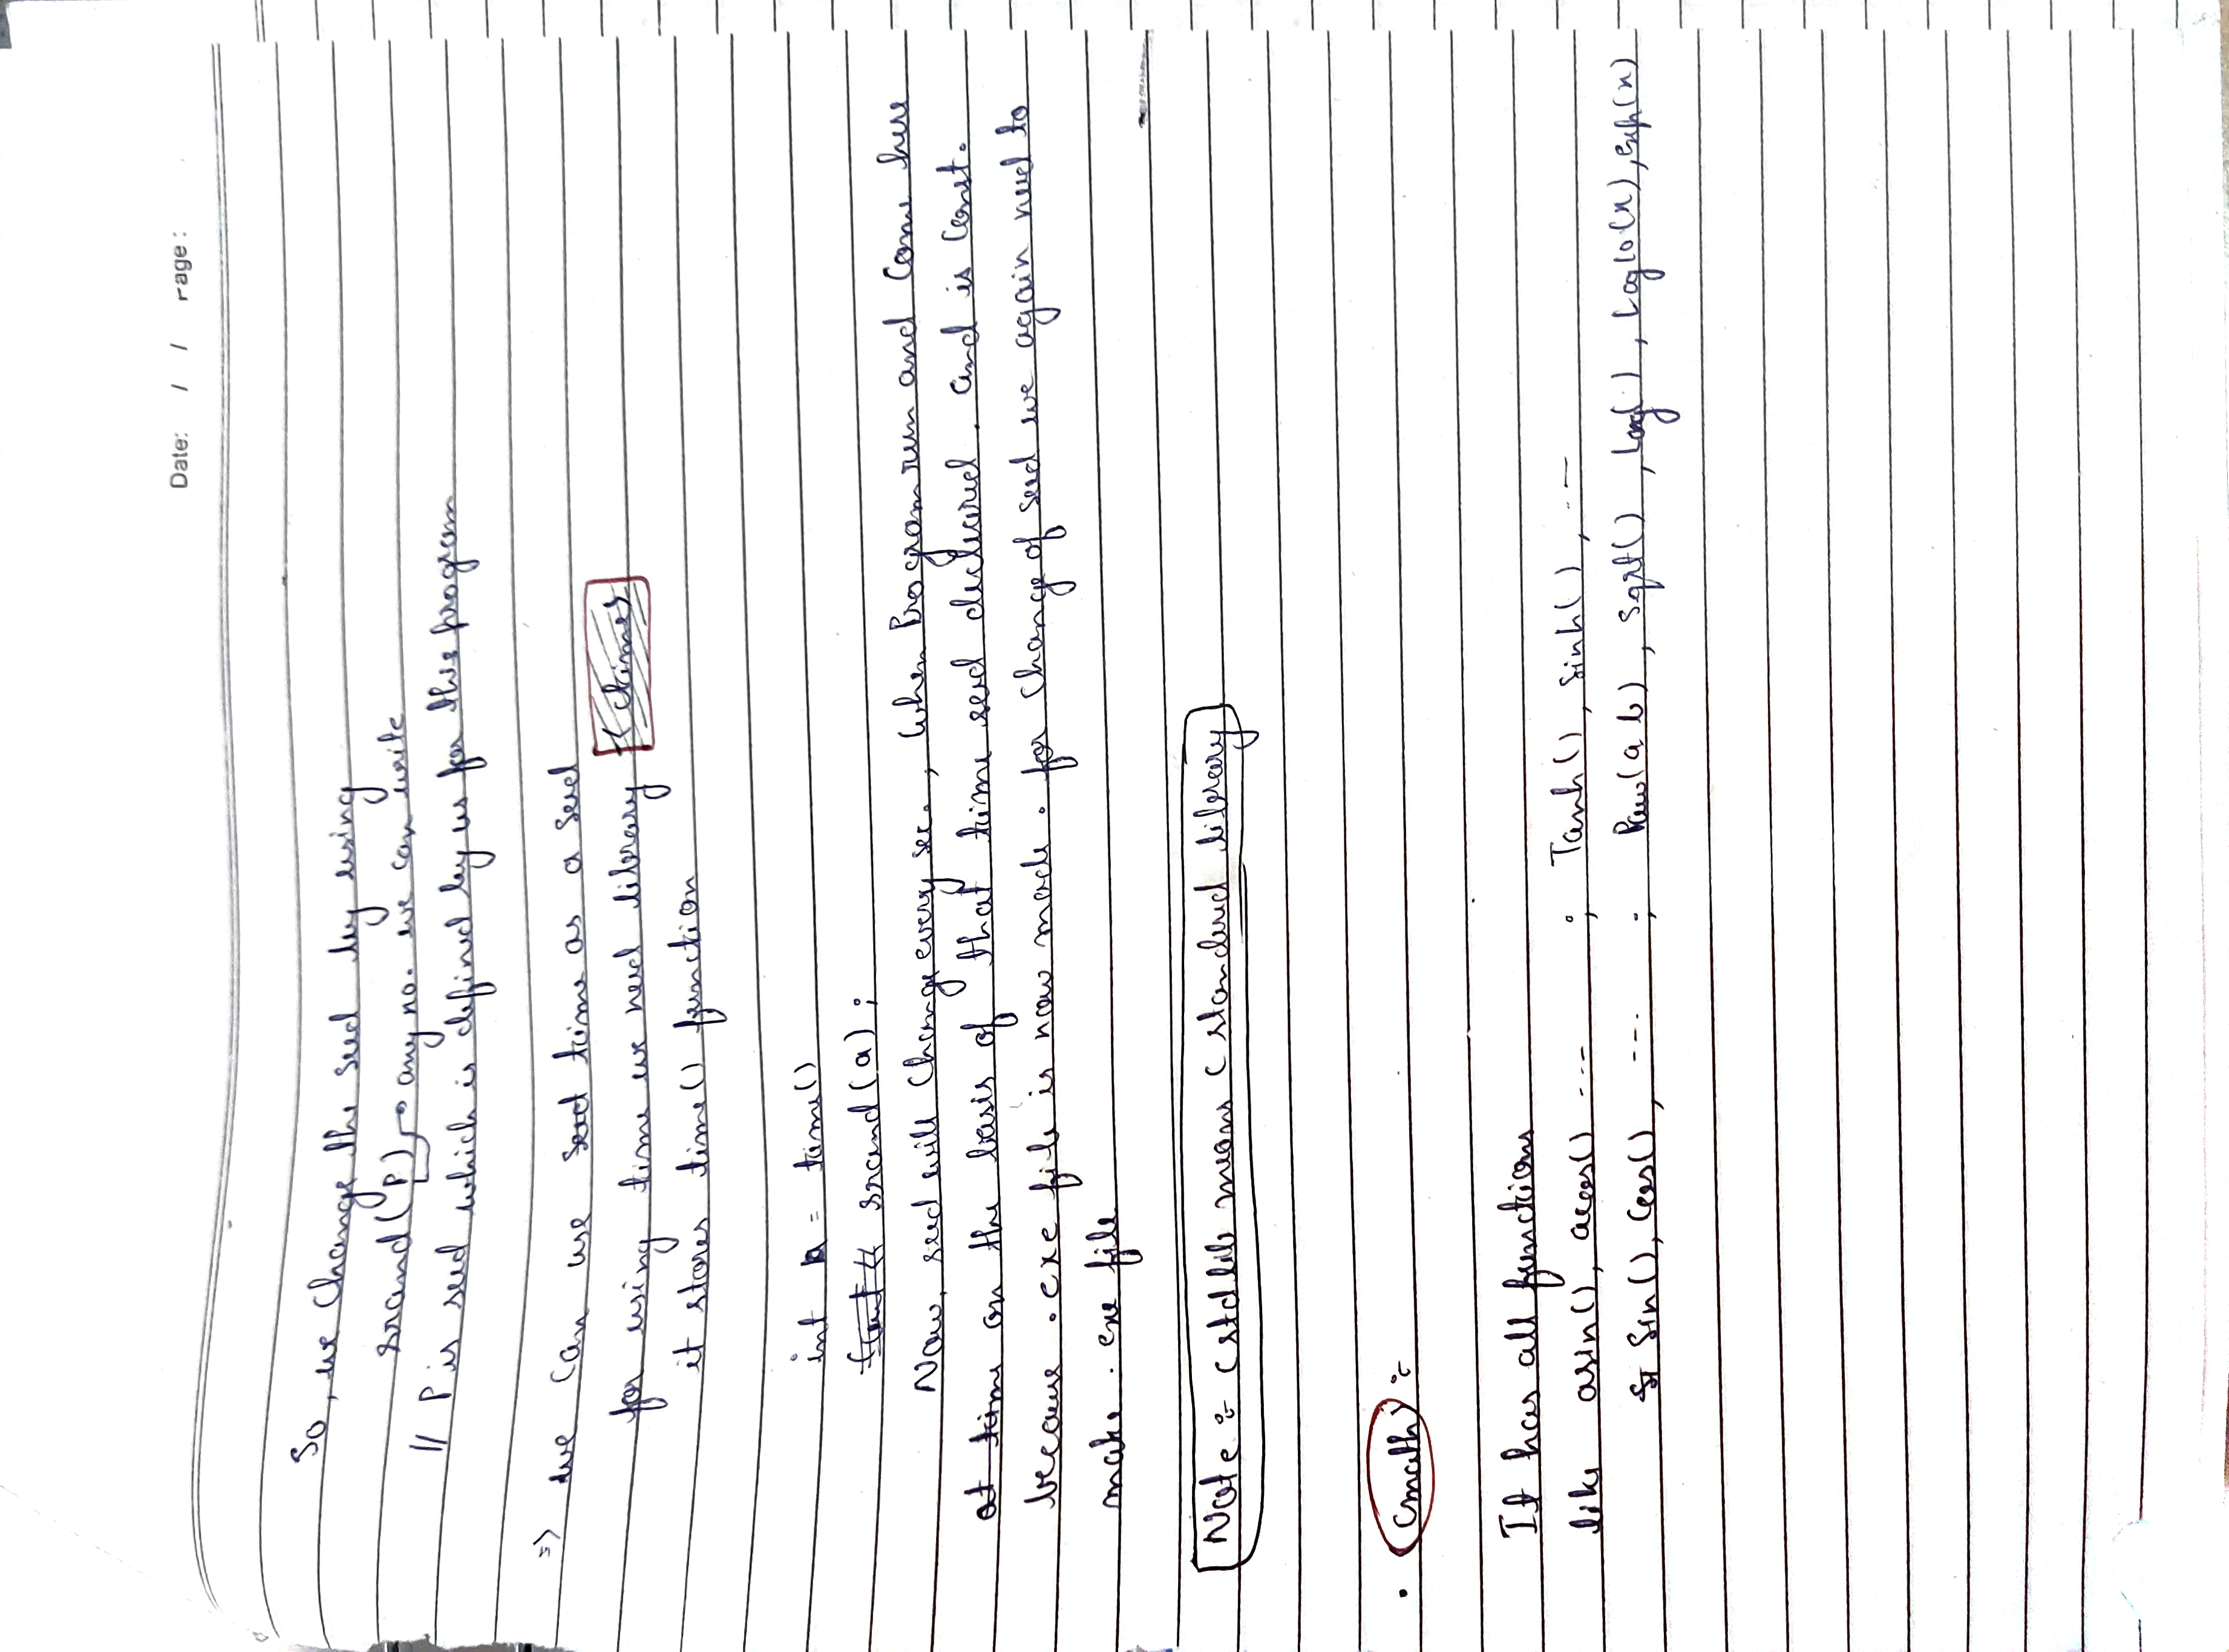 Date: / / Page :
So, we change the seed by using
srand(P) → any no. we can write
// P is seed which is defined by us for this program
=> we can use seed time as a seed
for using time we need library <ctime>
it stores time() function
int a = time()
srand(a);
Now, seed will change every sec., when Program run and come here
at time on the basis of that time seed decleared. and is const.
because .exe file is now made. for change of seed we again need to
make .exe file
Note :- cstdlib means c standerd library
• cmath :-
It has all functions
like asin(), acos() --- ; Tanh(), Sinh(), ---
Sin(), Cos(), --- ; Pow(a b), Sqrt(), Log(), Log10(x), exp(x)